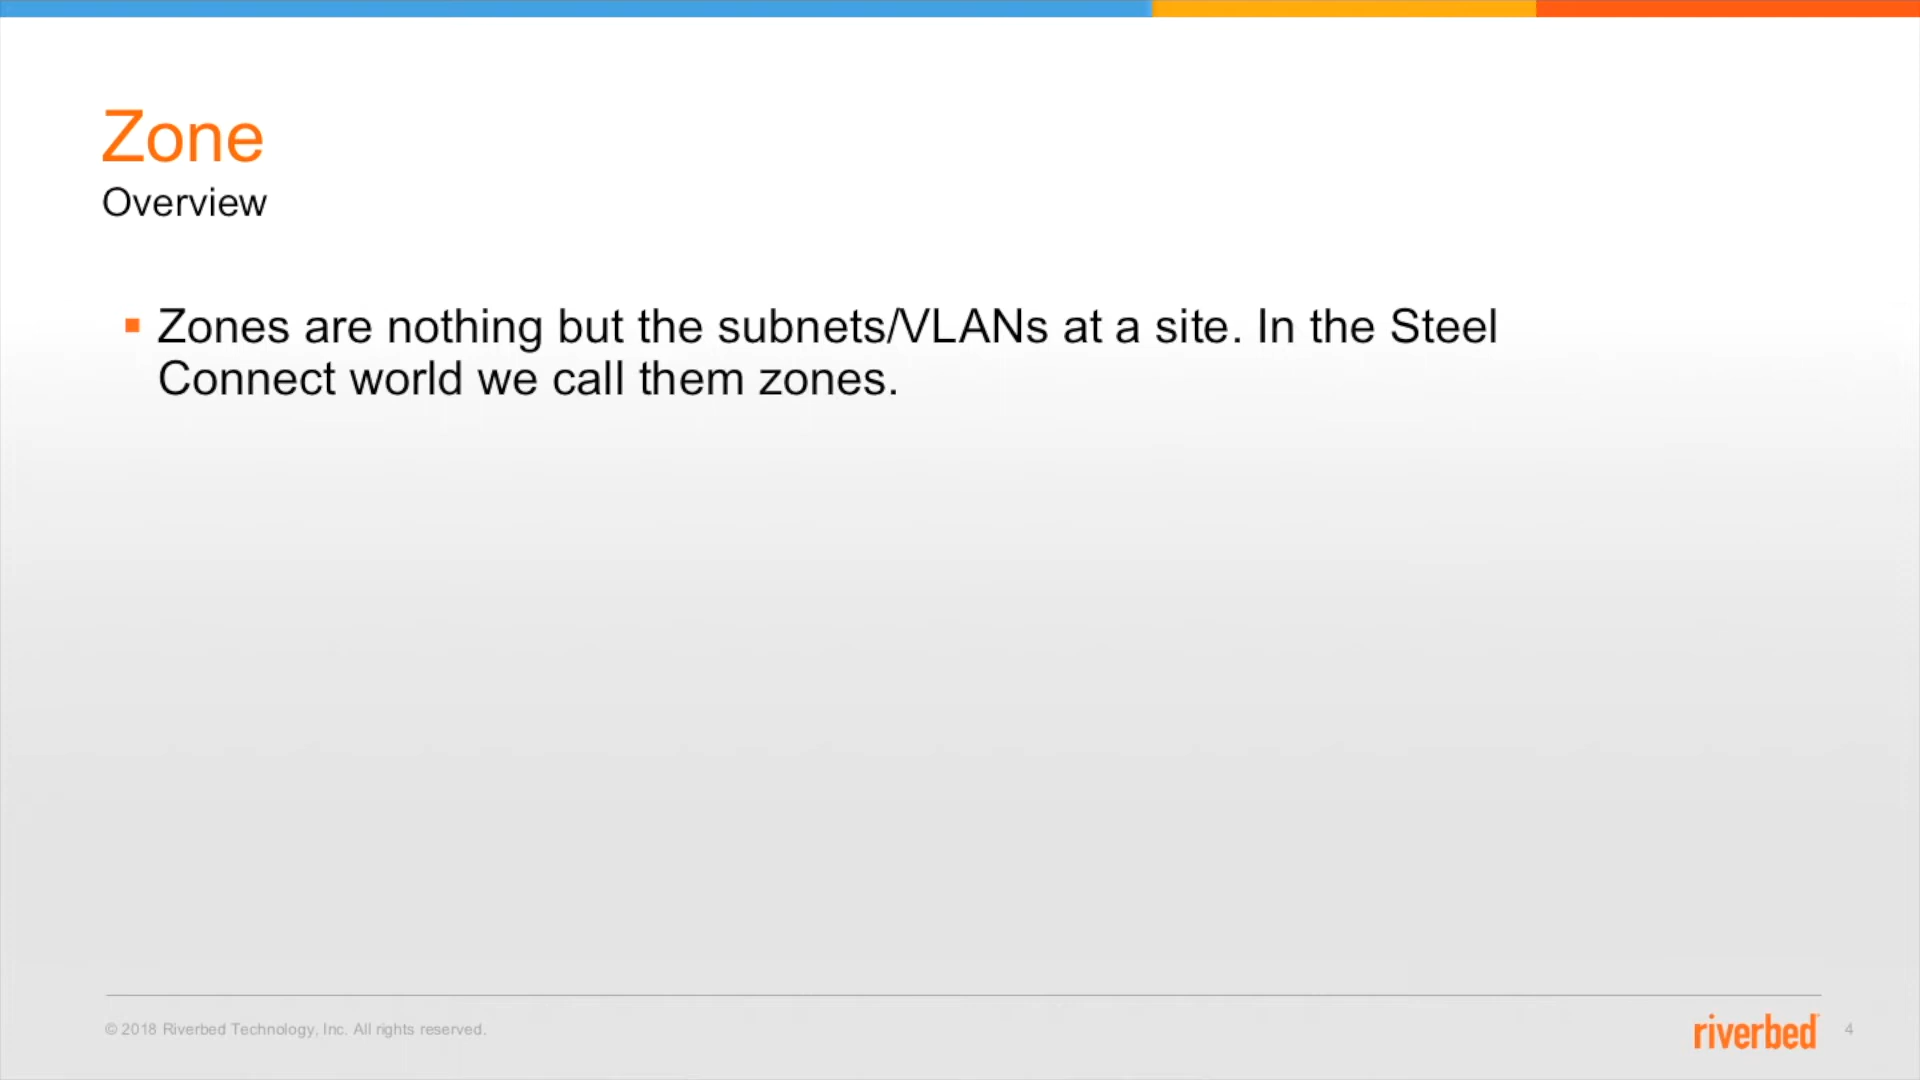 Zone
Overview
▪ Zones are nothing but the subnets/VLANs at a site. In the Steel
Connect world we call them zones.
© 2018 Riverbed Technology, Inc. All rights reserved.
riverbed
4